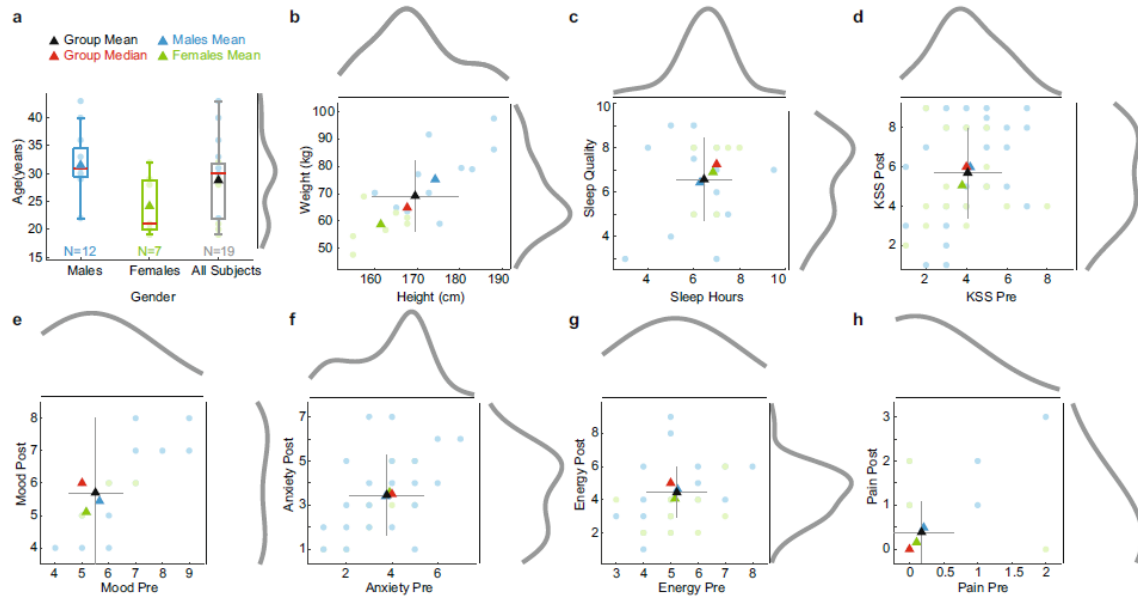 a
Group Mean Males Mean
Group Median Females Mean
Age(years)
40
35
30
25
20
15
N=12 N=7 N=19
Males Females All Subjects
Gender
b
Weight (kg)
100
90
80
70
60
50
160 170 180 190
Height (cm)
c
Sleep Quality
10
9
8
6
4
3
4 6 8 10
Sleep Hours
d
KSS Post
8
6
4
2
2 4 6 8
KSS Pre
e
Mood Post
8
7
6
5
4
4 5 6 7 8 9
Mood Pre
f
Anxiety Post
7
5
3
1
2 4 6
Anxiety Pre
g
Energy Post
8
6
4
2
3 4 5 6 7 8
Energy Pre
h
Pain Post
3
2
1
0
0 0.5 1 1.5 2
Pain Pre